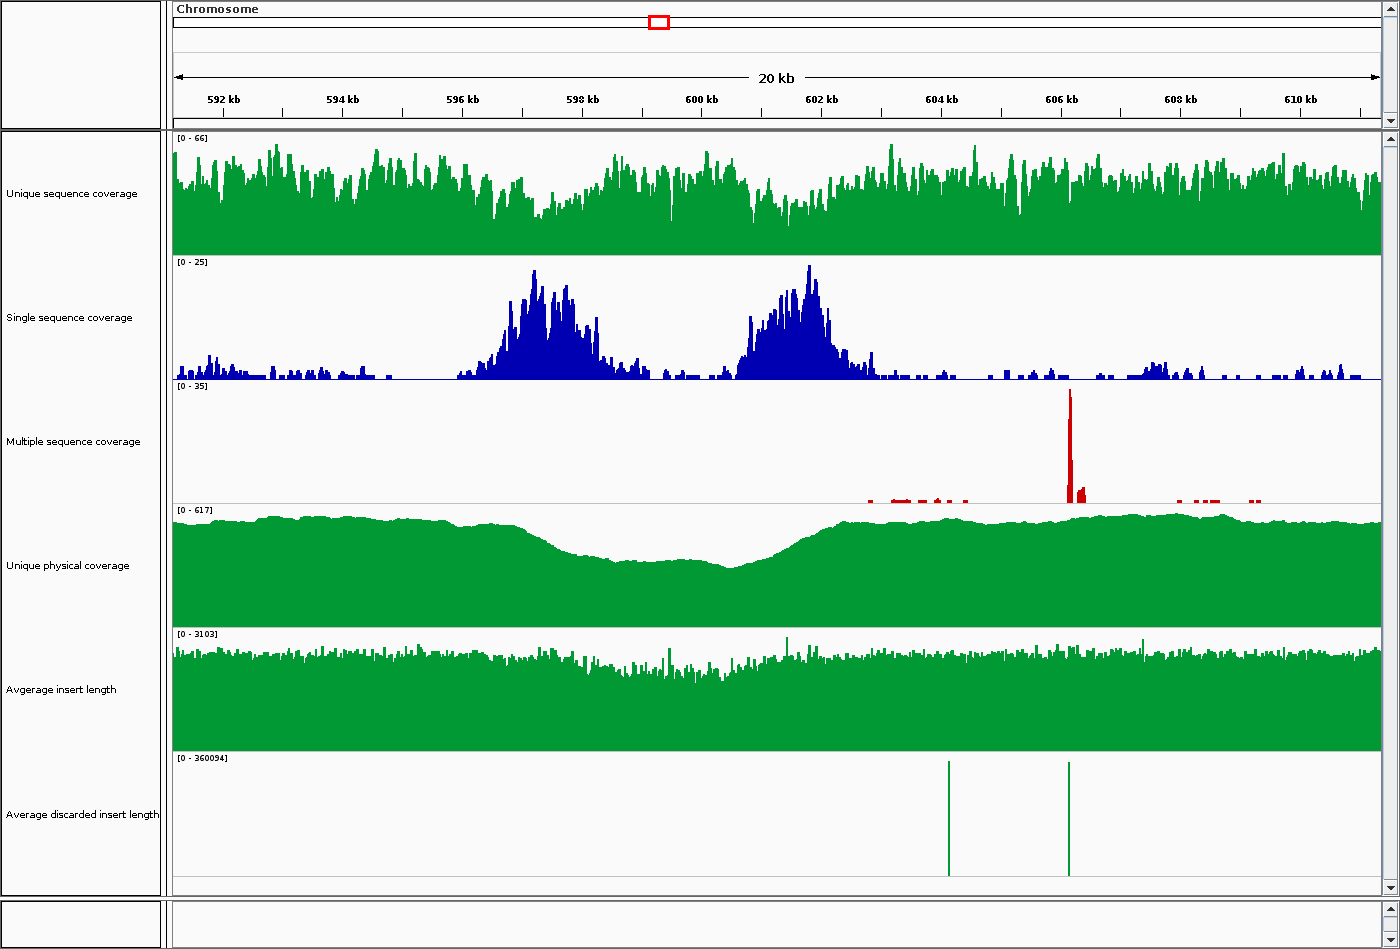 Chromosome
20 kb
592 kb 594 kb 596 kb 598 kb 600 kb 602 kb 604 kb 606 kb 608 kb 610 kb
[0 - 66]
Unique sequence coverage
[0 - 25]
Single sequence coverage
[0 - 35]
Multiple sequence coverage
[0 - 617]
Unique physical coverage
[0 - 3103]
Avgerage insert length
[0 - 360094]
Average discarded insert length